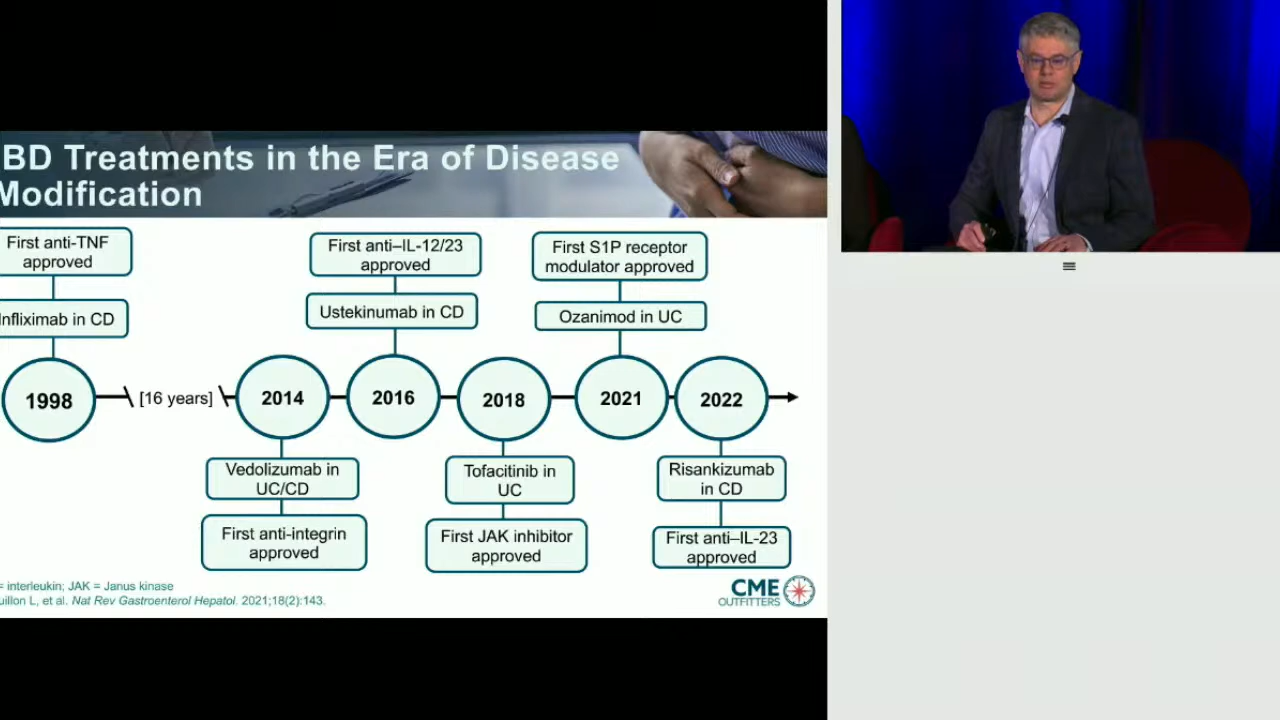 BD Treatments in the Era of Disease
Modification
First anti-TNF
approved
First anti–IL-12/23
approved
First S1P receptor
modulator approved
Infliximab in CD
Ustekinumab in CD
Ozanimod in UC
1998
[16 years]
2014
2016
2018
2021
2022
Vedolizumab in
UC/CD
Tofacitinib in
UC
Risankizumab
in CD
First anti-integrin
approved
First JAK inhibitor
approved
First anti–IL-23
approved
= interleukin; JAK = Janus kinase
uillon L, et al. Nat Rev Gastroenterol Hepatol. 2021;18(2):143.
CME
OUTFITTERS